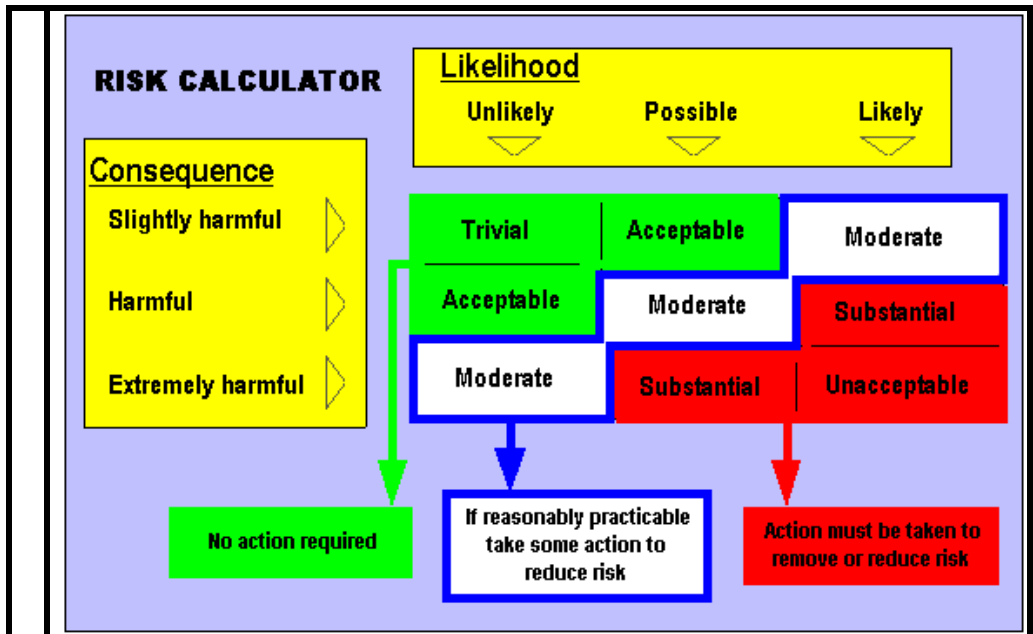 RISK CALCULATOR
Likelihood
Unlikely Possible Likely
Consequence
Slightly harmful
Trivial Acceptable Moderate
Harmful
Acceptable Moderate Substantial
Extremely harmful
Moderate Substantial Unacceptable
No action required
If reasonably practicable
take some action to
reduce risk
Action must be taken to
remove or reduce risk